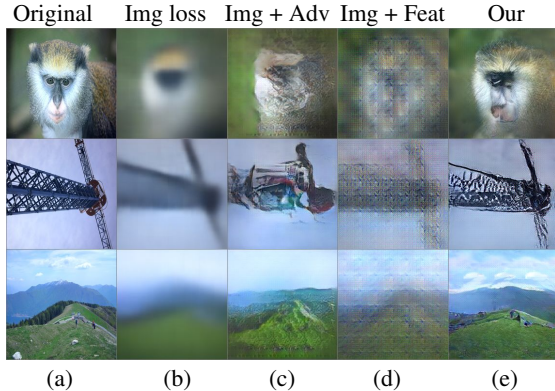 Original Img loss Img + Adv Img + Feat Our
(a) (b) (c) (d) (e)